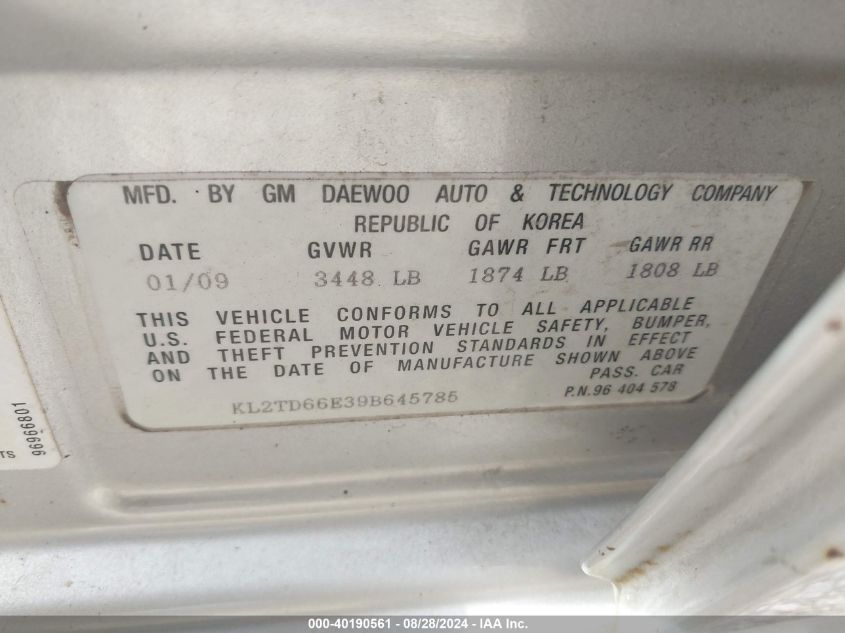 MFD. BY GM DAEWOO AUTO & TECHNOLOGY COMPANY
REPUBLIC OF KOREA
DATE GVWR GAWR FRT GAWR RR
01/09 3448 LB 1874 LB 1808 LB
THIS VEHICLE CONFORMS TO ALL APPLICABLE
U.S. FEDERAL MOTOR VEHICLE SAFETY, BUMPER,
AND THEFT PREVENTION STANDARDS IN EFFECT
ON THE DATE OF MANUFACTURE SHOWN ABOVE
PASS. CAR
KL2TD66E39B645785 P.N.96 404 578
96966801
TS
000-40190561 - 08/28/2024 - IAA Inc.